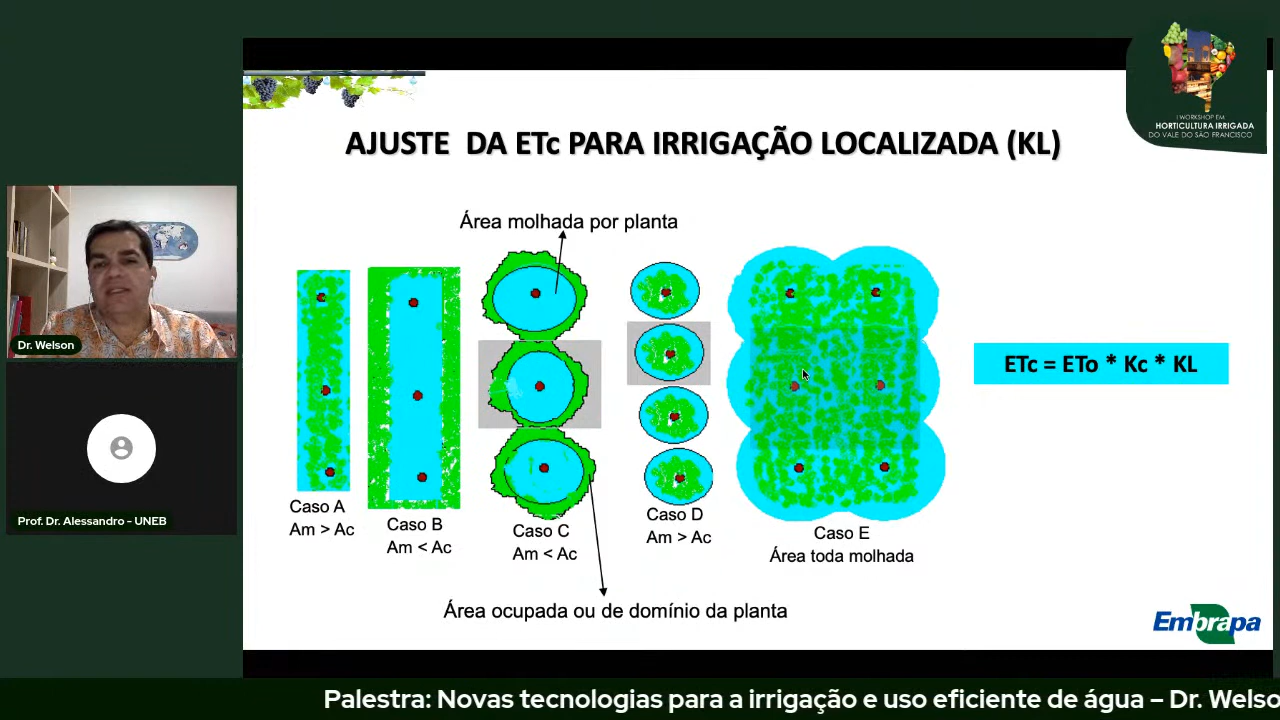 I WORKSHOP EM
HORTICULTURA IRRIGADA
DO VALE DO SÃO FRANCISCO
AJUSTE DA ETc PARA IRRIGAÇÃO LOCALIZADA (KL)
Área molhada por planta
ETc = ETo * Kc * KL
Dr. Welson
Prof. Dr. Alessandro - UNEB
Caso A
Am > Ac
Caso B
Am < Ac
Caso C
Am < Ac
Caso D
Am > Ac
Caso E
Área toda molhada
Área ocupada ou de domínio da planta
Embrapa
Palestra: Novas tecnologias para a irrigação e uso eficiente de água – Dr. Welso